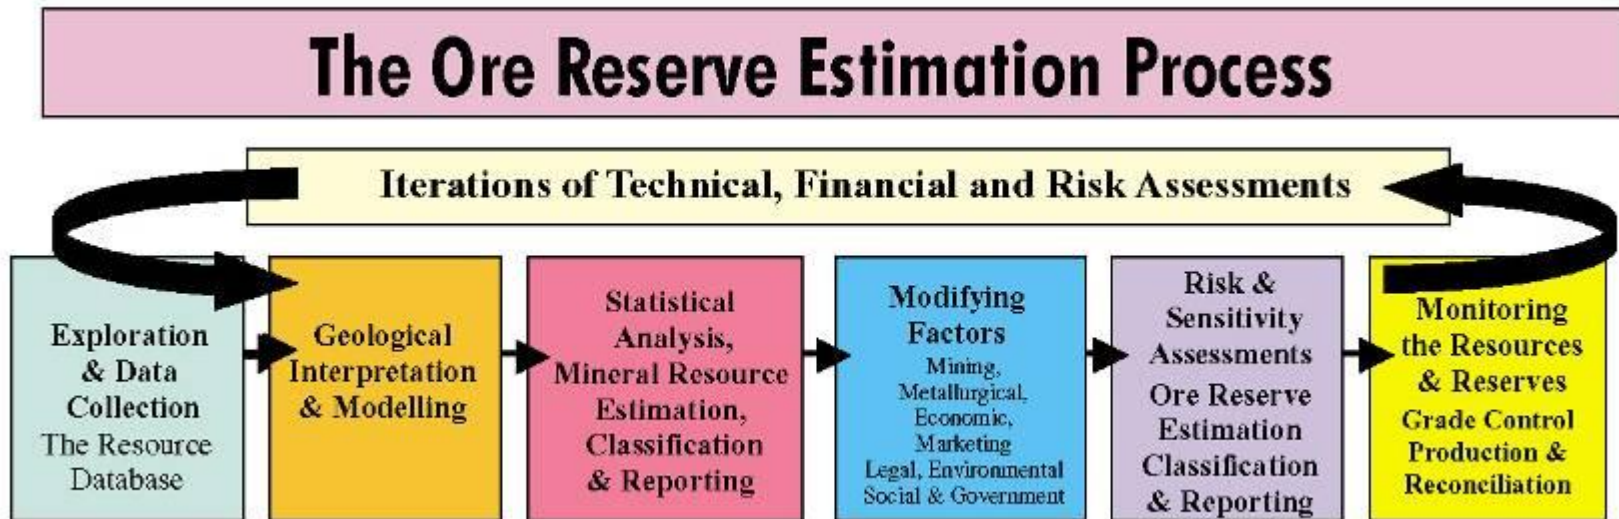 The Ore Reserve Estimation Process
Iterations of Technical, Financial and Risk Assessments
Exploration
& Data
Collection
The Resource
Database
Geological
Interpretation
& Modelling
Statistical
Analysis,
Mineral Resource
Estimation,
Classification
& Reporting
Modifying
Factors
Mining,
Metallurgical,
Economic,
Marketing
Legal, Environmental
Social & Government
Risk &
Sensitivity
Assessments
Ore Reserve
Estimation
Classification
& Reporting
Monitoring
the Resources
& Reserves
Grade Control
Production &
Reconciliation